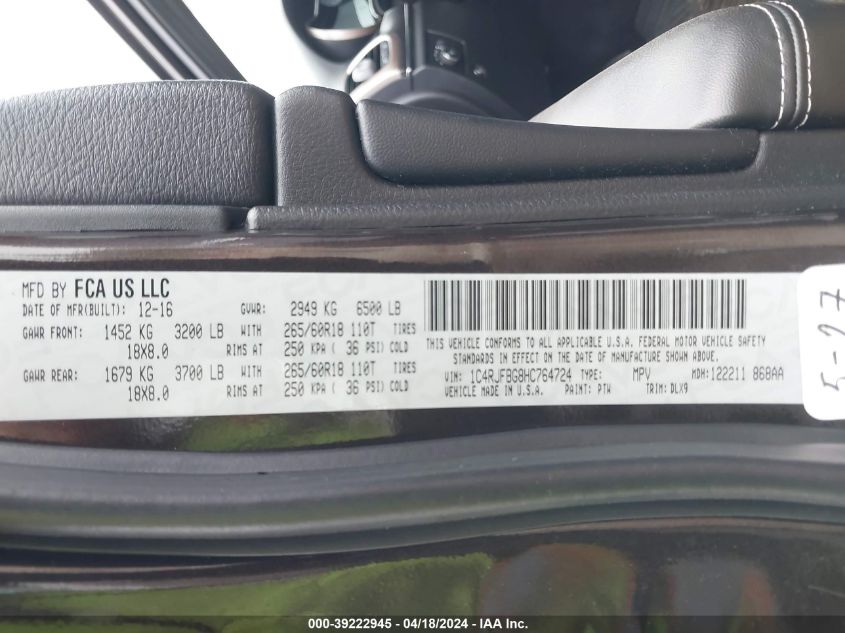 MFD BY FCA US LLC
DATE OF MFR(BUILT): 12-16 GVWR: 2949 KG 6500 LB
GAWR FRONT: 1452 KG 3200 LB WITH 265/60R18 110T TIRES
18X8.0 RIMS AT 250 KPA ( 36 PSI) COLD
GAWR REAR: 1679 KG 3700 LB WITH 265/60R18 110T TIRES
18X8.0 RIMS AT 250 KPA ( 36 PSI) COLD
THIS VEHICLE CONFORMS TO ALL APPLICABLE U.S.A. FEDERAL MOTOR VEHICLE SAFETY
STANDARDS IN EFFECT ON THE DATE OF MANUFACTURE SHOWN ABOVE.
VIN: 1C4RJFBG8HC764724 TYPE: MPV MDH: 122211 868AA
VEHICLE MADE IN U.S.A. PAINT: PTW TRIM: DLX9
5-27
000-39222945 - 04/18/2024 - IAA Inc.